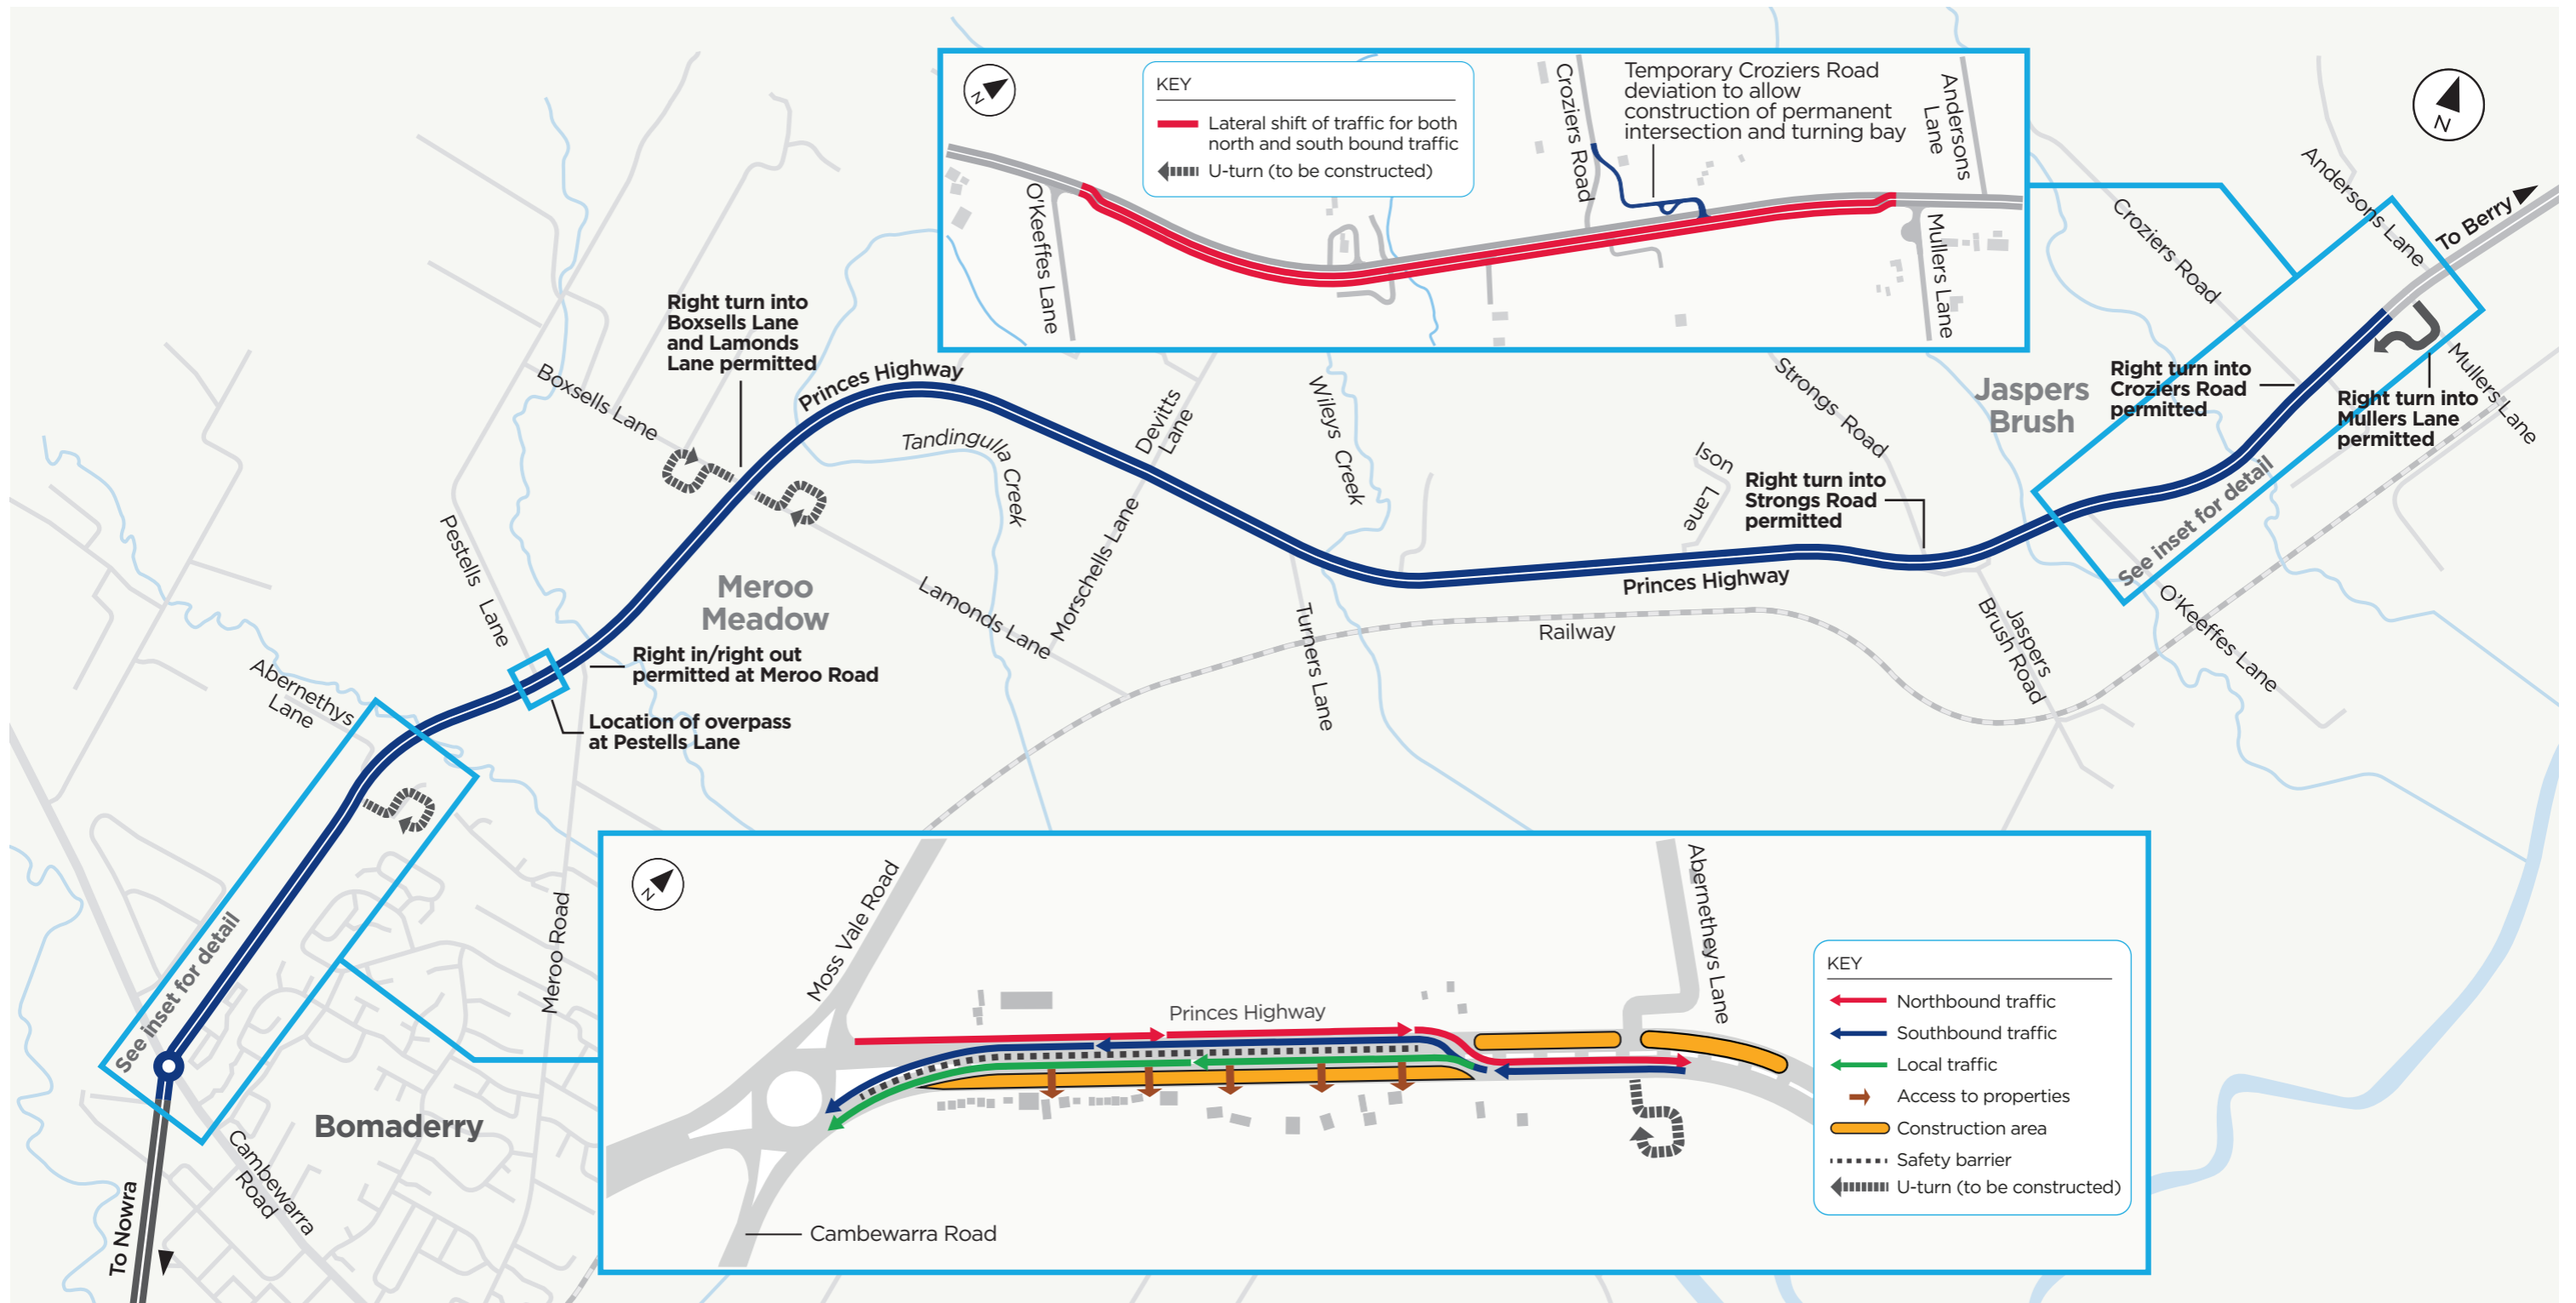 KEY
Lateral shift of traffic for both
north and south bound traffic
U-turn (to be constructed)
N
O'Keeffes Lane
Croziers Road
Temporary Croziers Road
deviation to allow
construction of permanent
intersection and turning bay
Andersons
Lane
Mullers Lane
N
Andersons Lane
To Berry
Croziers Road
Mullers Lane
Right turn into
Croziers Road
permitted
Right turn into
Mullers Lane
permitted
Jaspers
Brush
See inset for detail
O'Keeffes Lane
Right turn into
Boxsells Lane
and Lamonds
Lane permitted
Boxsells Lane
Princes Highway
Tandingulla
Creek
Devitts
Lane
Wileys Creek
Strongs Road
Ison
Lane
Right turn into
Strongs Road
permitted
Princes Highway
Jaspers
Brush Road
Railway
Turners Lane
Morschells Lane
Lamonds Lane
Pestells Lane
Meroo
Meadow
Right in/right out
permitted at Meroo Road
Location of overpass
at Pestells Lane
Abernethys
Lane
Meroo Road
See inset for detail
Bomaderry
Cambewarra
Road
To Nowra
N
Moss Vale Road
Princes Highway
Abernetheys Lane
Cambewarra Road
KEY
Northbound traffic
Southbound traffic
Local traffic
Access to properties
Construction area
Safety barrier
U-turn (to be constructed)